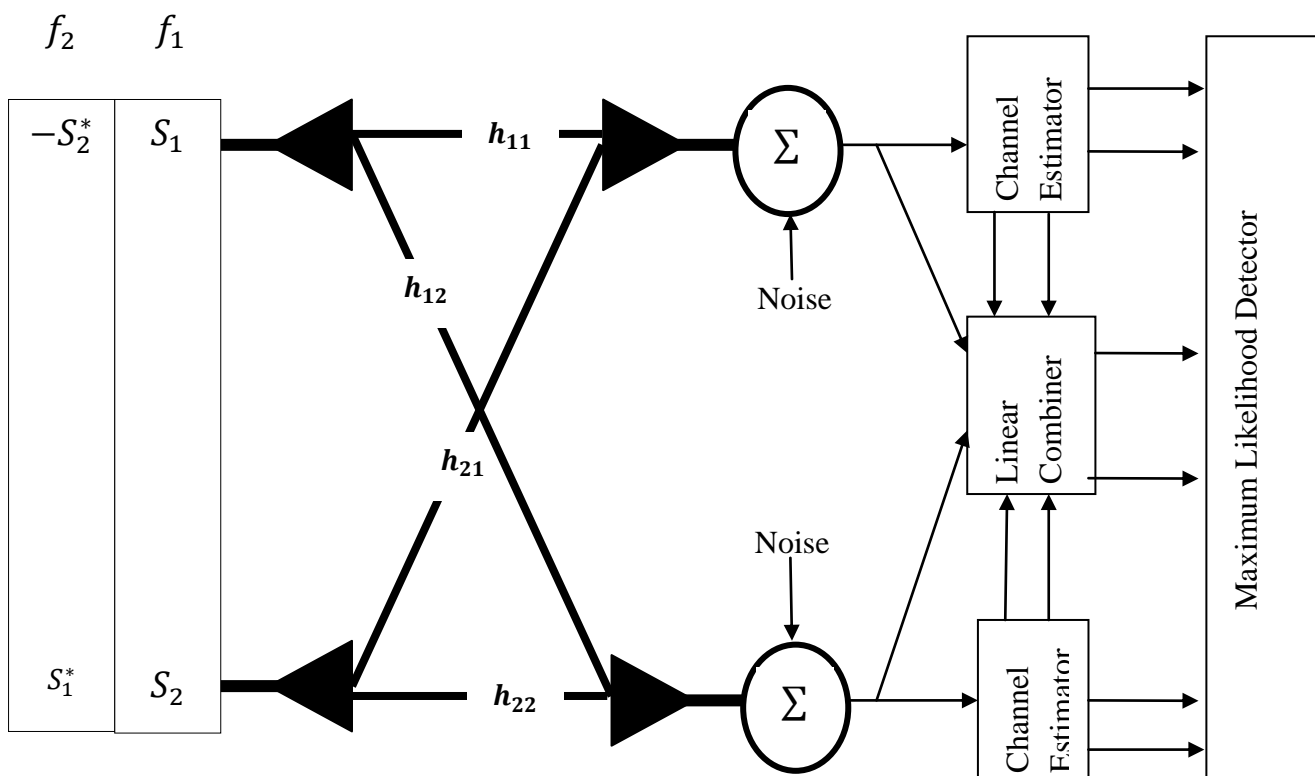 f₂ f₁
−S₂* S₁
h₁₁
Σ
Channel
Estimator
h₁₂
Noise
Linear
Combiner
h₂₁
Maximum Likelihood Detector
Noise
S₁* S₂
h₂₂
Σ
Channel
Estimator